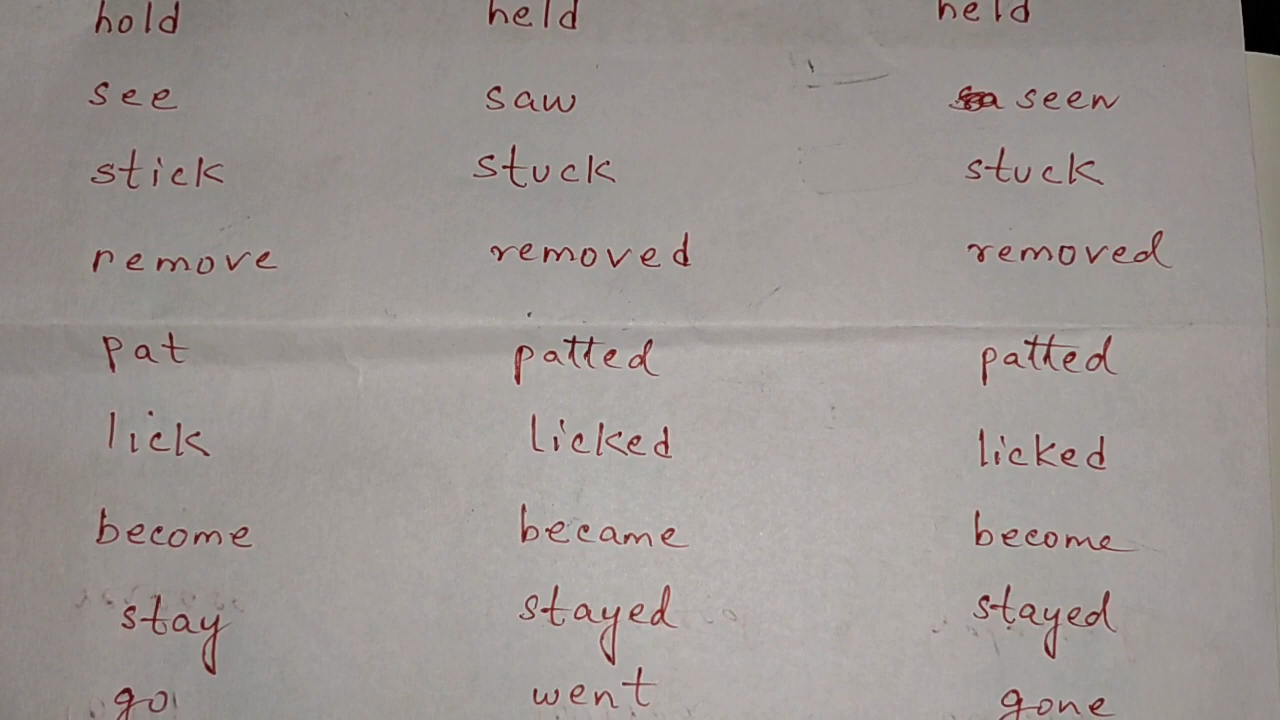 hold held held
see saw seen
stick stuck stuck
remove removed removed
pat patted patted
lick licked licked
become became become
stay stayed stayed
go went gone